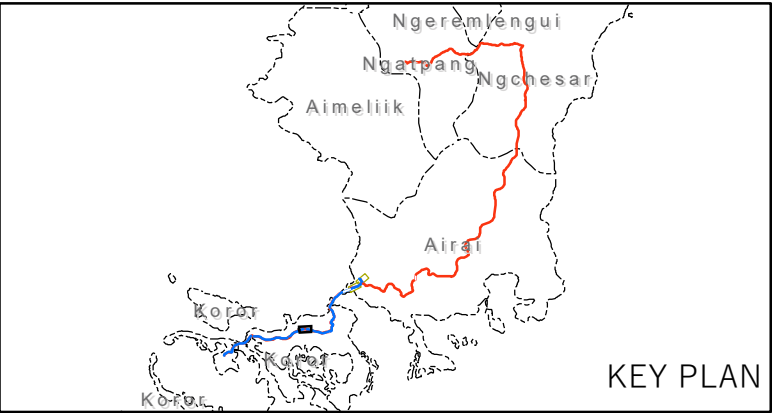 Ngeremlengui
Ngatpang
Ngchesar
Aimeliik
Airai
Koror
Koror
KEY PLAN
Koror